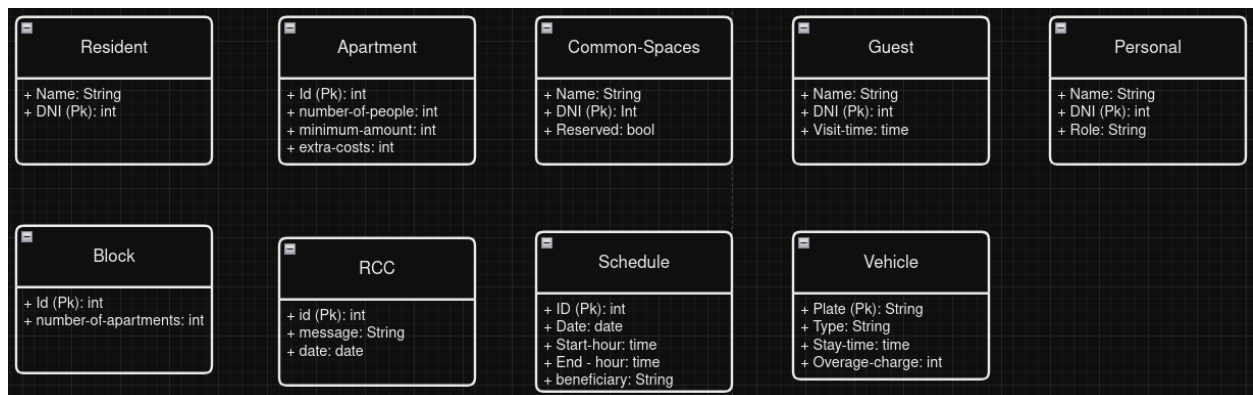 Resident
+ Name: String
+ DNI (Pk): int
Apartment
+ Id (Pk): int
+ number-of-people: int
+ minimum-amount: int
+ extra-costs: int
Common-Spaces
+ Name: String
+ DNI (Pk): Int
+ Reserved: bool
Guest
+ Name: String
+ DNI (Pk): int
+ Visit-time: time
Personal
+ Name: String
+ DNI (Pk): int
+ Role: String
Block
+ Id (Pk): int
+ number-of-apartments: int
RCC
+ id (Pk): int
+ message: String
+ date: date
Schedule
+ ID (Pk): int
+ Date: date
+ Start-hour: time
+ End - hour: time
+ beneficiary: String
Vehicle
+ Plate (Pk): String
+ Type: String
+ Stay-time: time
+ Overage-charge: int